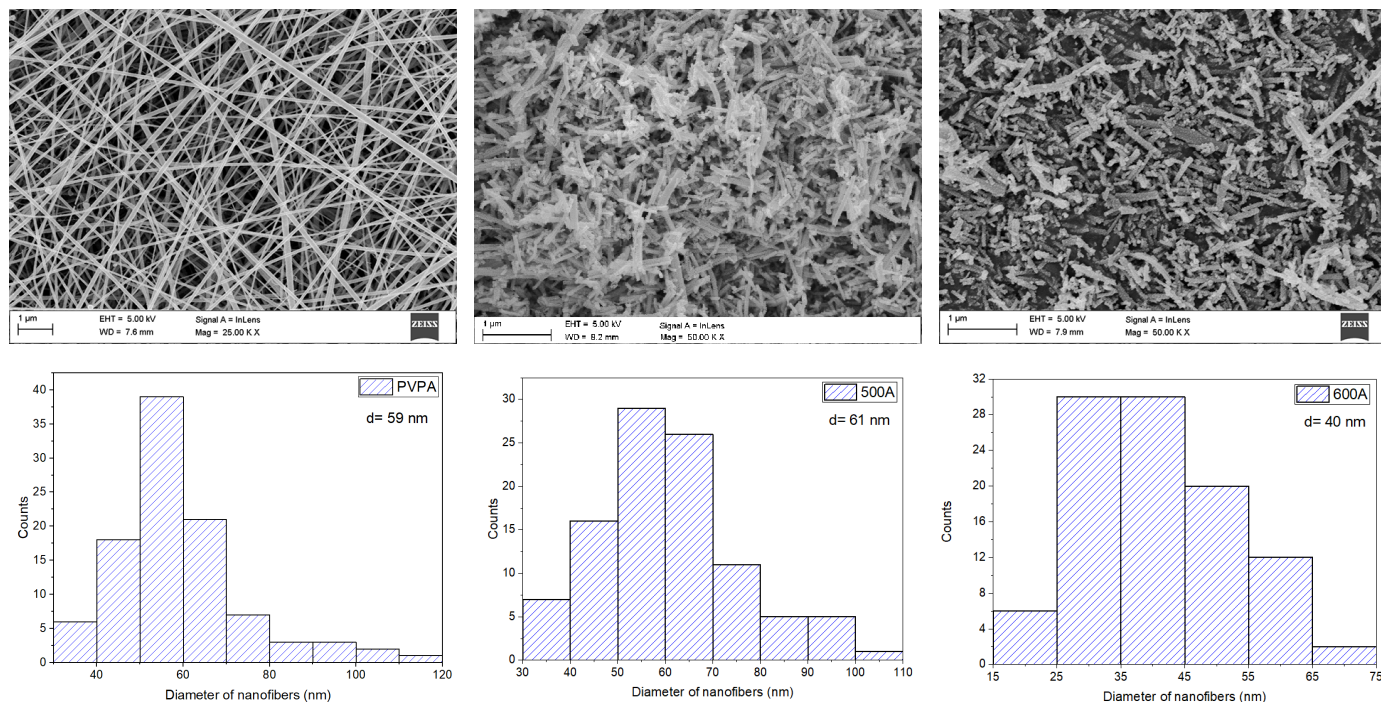 1 µm
EHT = 5.00 kV
Signal A = InLens
WD = 7.6 mm
Mag = 25.00 K X
ZEISS
1 µm
EHT = 5.00 kV
Signal A = InLens
WD = 8.2 mm
Mag = 50.00 K X
1 µm
EHT = 5.00 kV
Signal A = InLens
WD = 7.9 mm
Mag = 50.00 K X
ZEISS
PVPA
d= 59 nm
Counts
40
35
30
25
20
15
10
5
0
40 60 80 100 120
Diameter of nanofibers (nm)
500A
d= 61 nm
Counts
30
25
20
15
10
5
0
30 40 50 60 70 80 90 100 110
Diameter of nanofibers (nm)
600A
d= 40 nm
Counts
32
28
24
20
16
12
8
4
0
15 25 35 45 55 65 75
Diameter of nanofibers (nm)